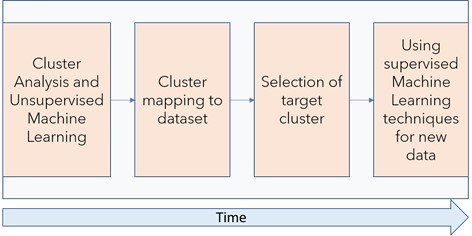 Cluster
Analysis and
Unsupervised
Machine
Learning
Cluster
mapping to
dataset
Selection of
target
cluster
Using
supervised
Machine
Learning
techniques
for new
data
Time